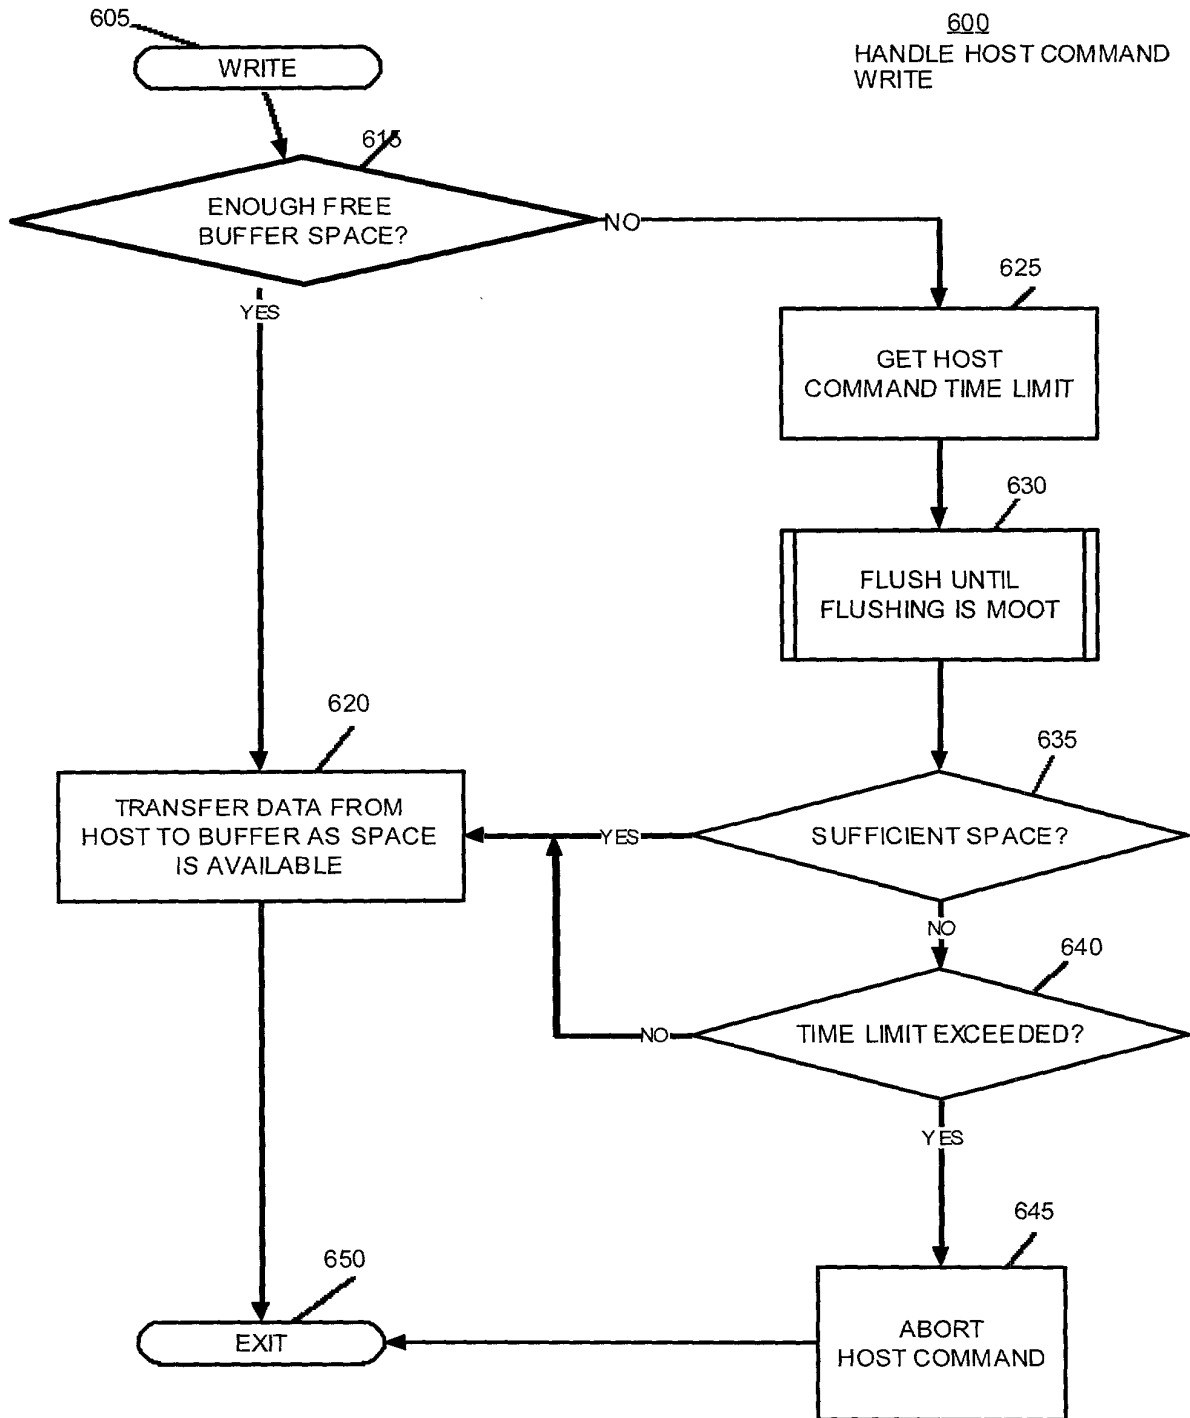 605
600
HANDLE HOST COMMAND
WRITE
WRITE
615
ENOUGH FREE
BUFFER SPACE?
NO
YES
625
GET HOST
COMMAND TIME LIMIT
630
FLUSH UNTIL
FLUSHING IS MOOT
620
TRANSFER DATA FROM
HOST TO BUFFER AS SPACE
IS AVAILABLE
635
YES
SUFFICIENT SPACE?
NO
640
NO
TIME LIMIT EXCEEDED?
YES
645
650
EXIT
ABORT
HOST COMMAND